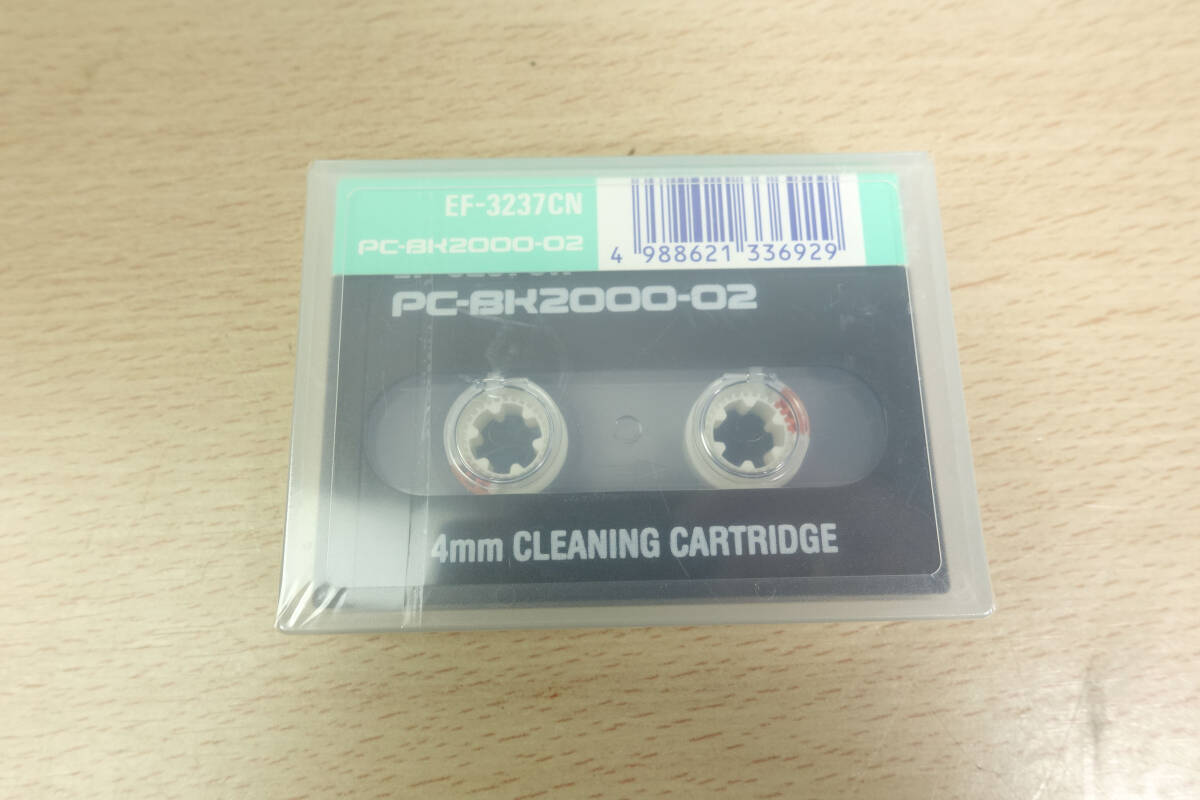 EF-3237CN
PC-BK2000-02
4 988621 336929
PC-BK2000-02
4mm CLEANING CARTRIDGE